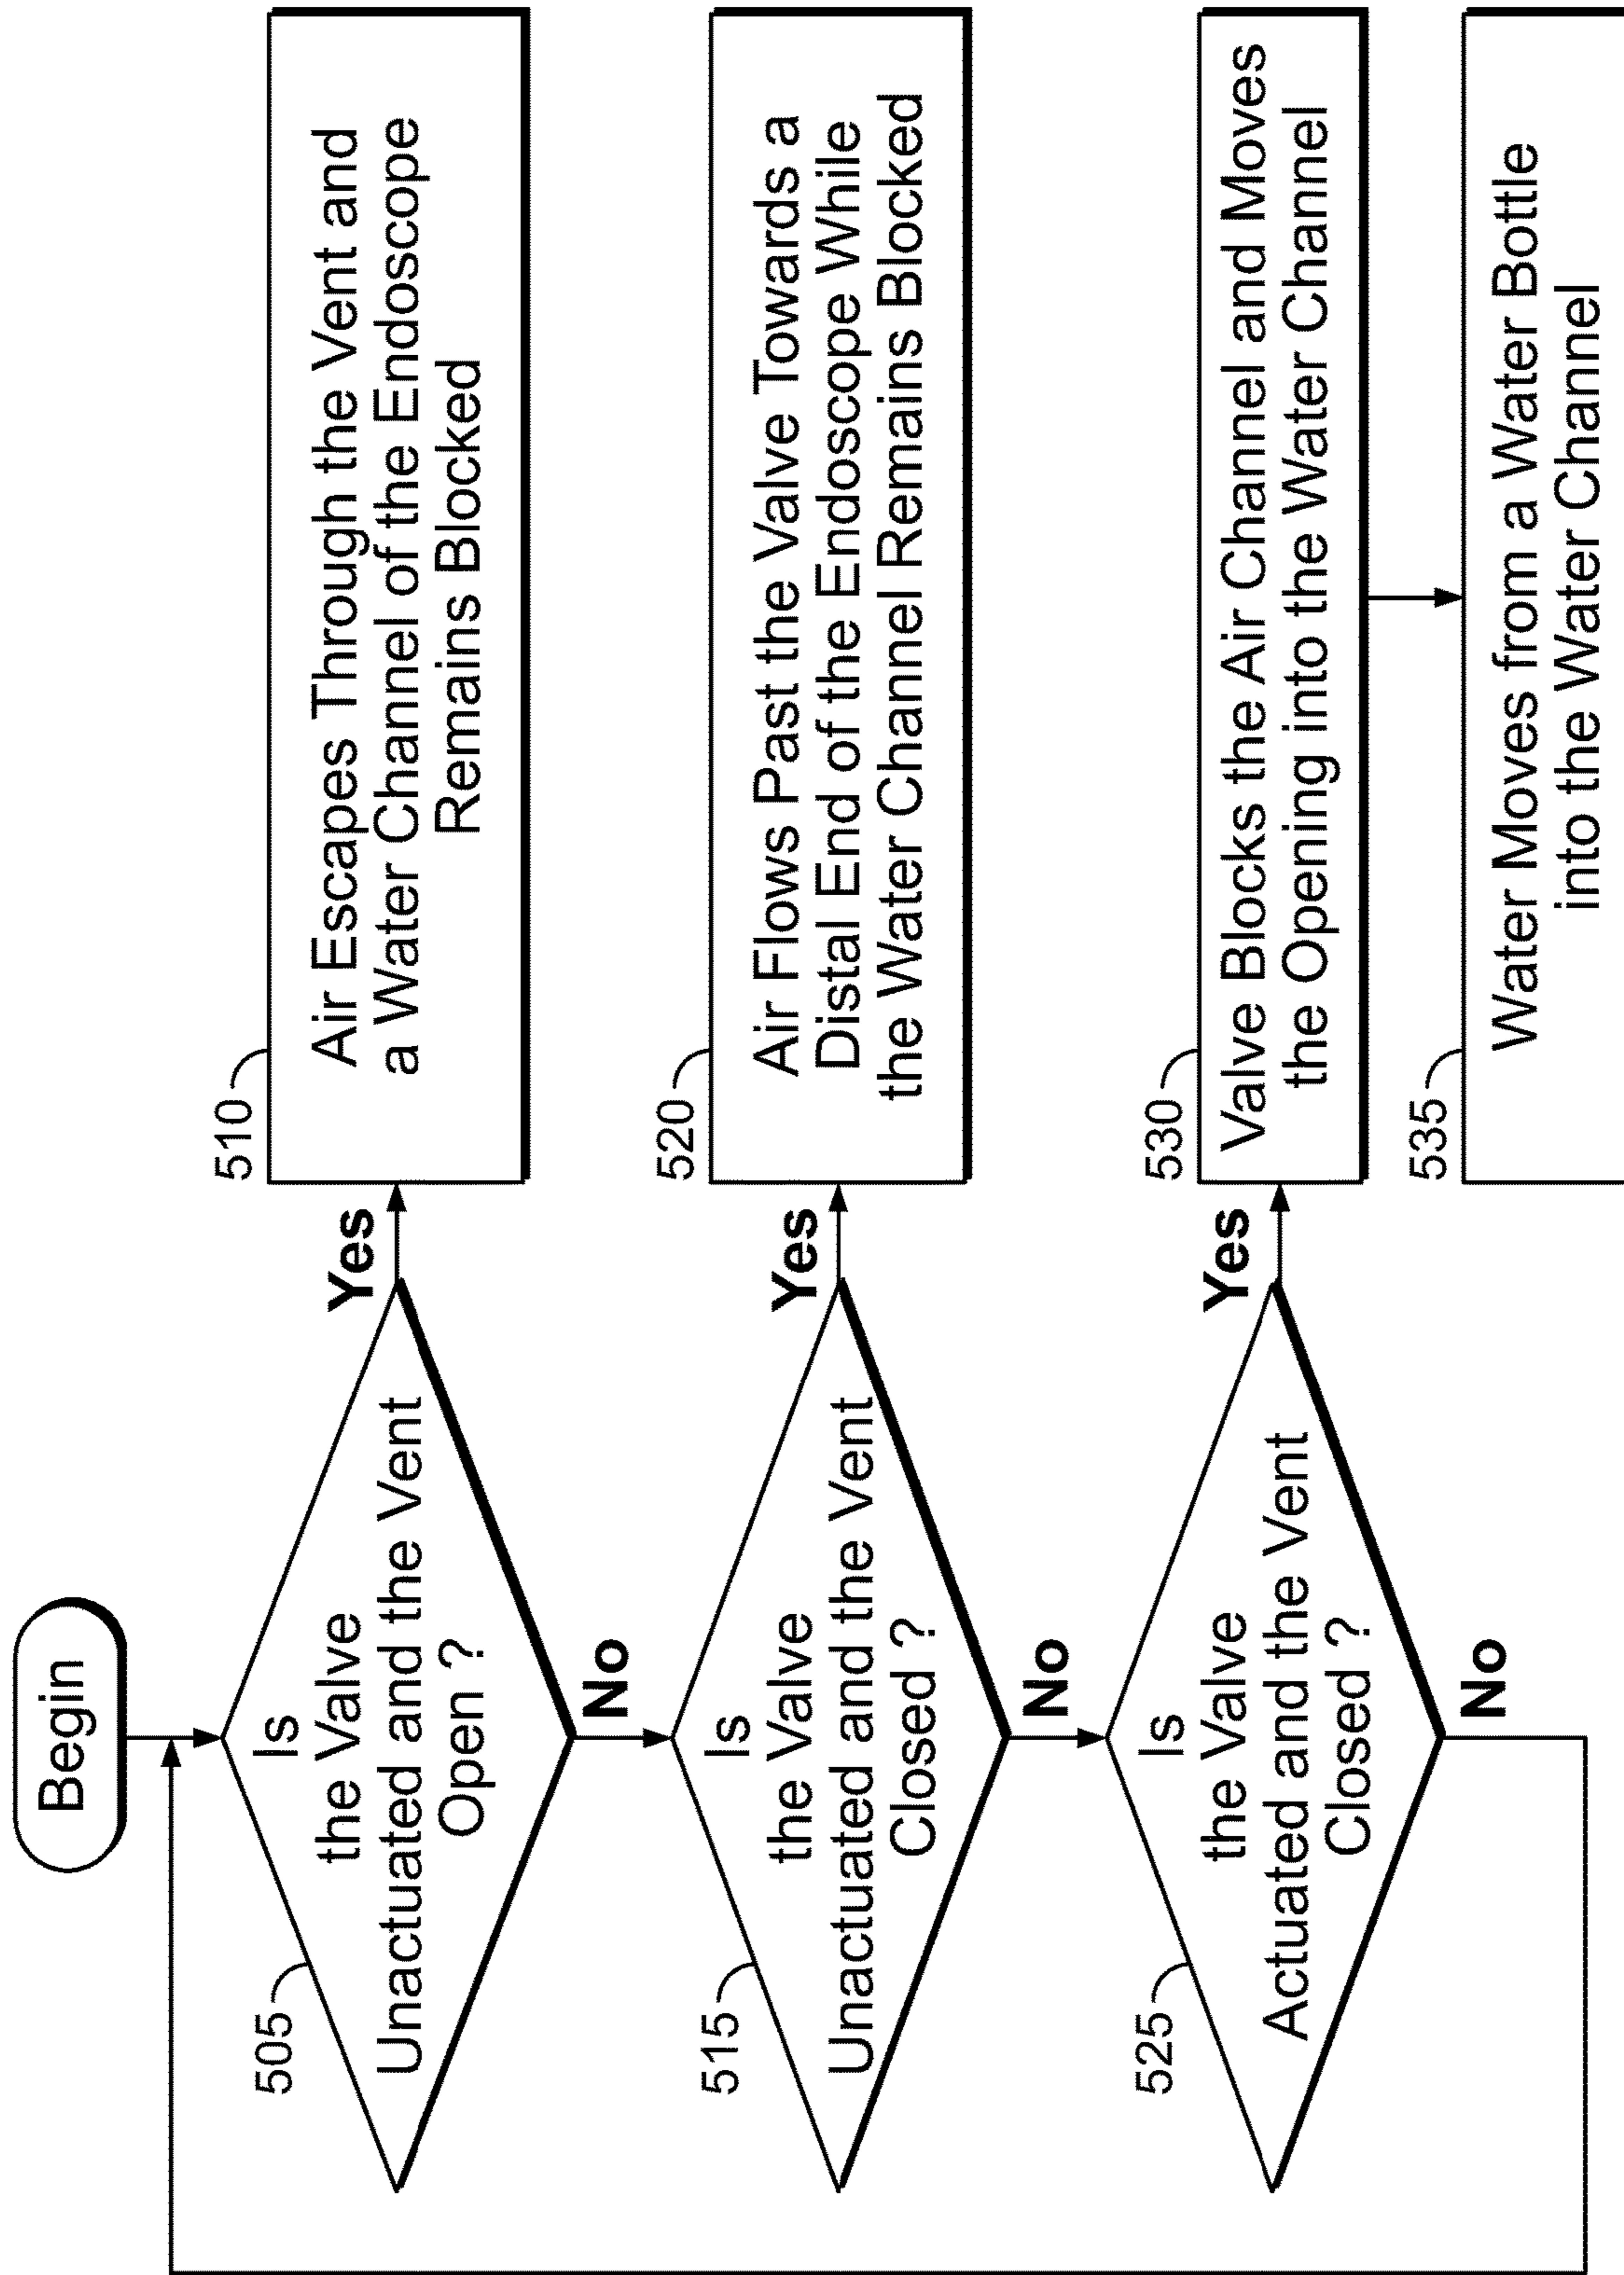 Begin
505
Is
the Valve
Unactuated and the Vent
Open ?
Yes
510
Air Escapes Through the Vent and
a Water Channel of the Endoscope
Remains Blocked
No
515
Is
the Valve
Unactuated and the Vent
Closed ?
Yes
520
Air Flows Past the Valve Towards a
Distal End of the Endoscope While
the Water Channel Remains Blocked
No
525
Is
the Valve
Actuated and the Vent
Closed ?
Yes
530
Valve Blocks the Air Channel and Moves
the Opening into the Water Channel
No
535
Water Moves from a Water Bottle
into the Water Channel